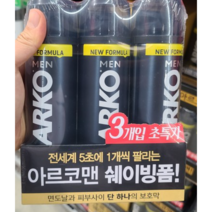 NEW FORMULA
NEW FORMULA
MEN
MEN
MEN
ARKO
ARKO
ARKO
3개입 초특가
전세계 5초에 1개씩 팔리는
아르코맨 쉐이빙폼!
면도날과 피부사이 단 하나의 보호막